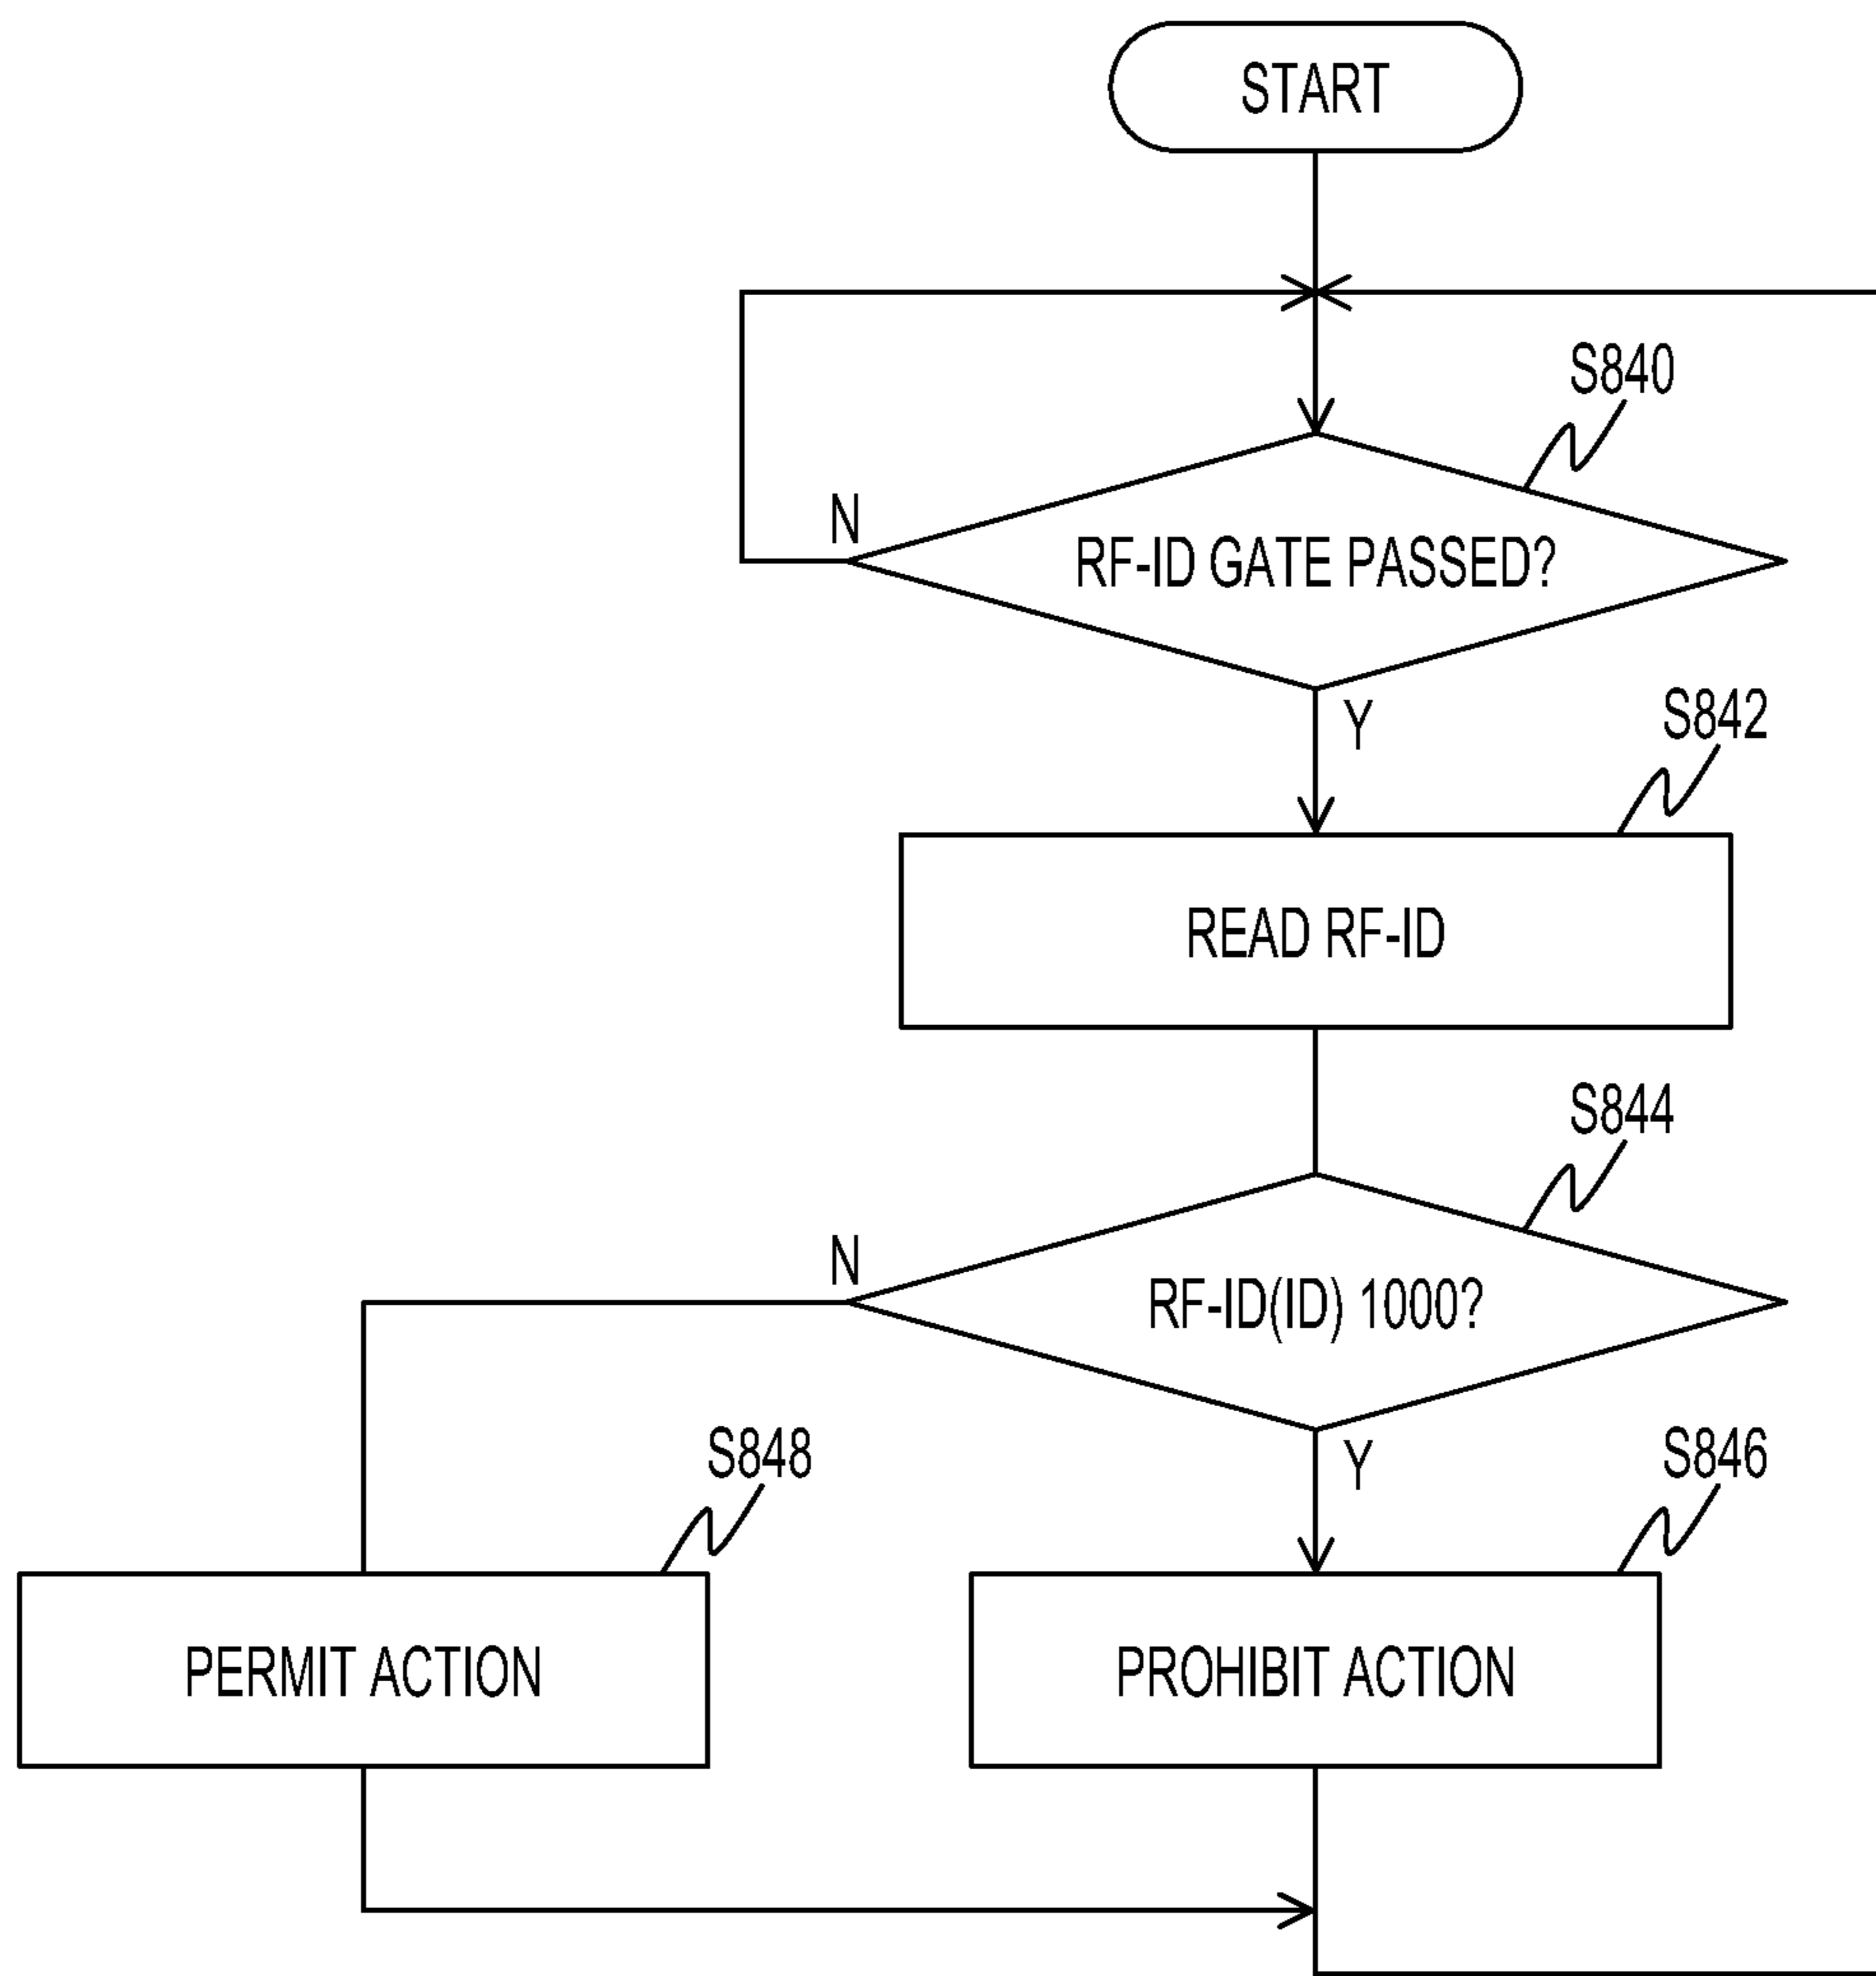 START
S840
N
RF-ID GATE PASSED?
Y
S842
READ RF-ID
S844
N
RF-ID(ID) 1000?
Y
S848
S846
PERMIT ACTION
PROHIBIT ACTION